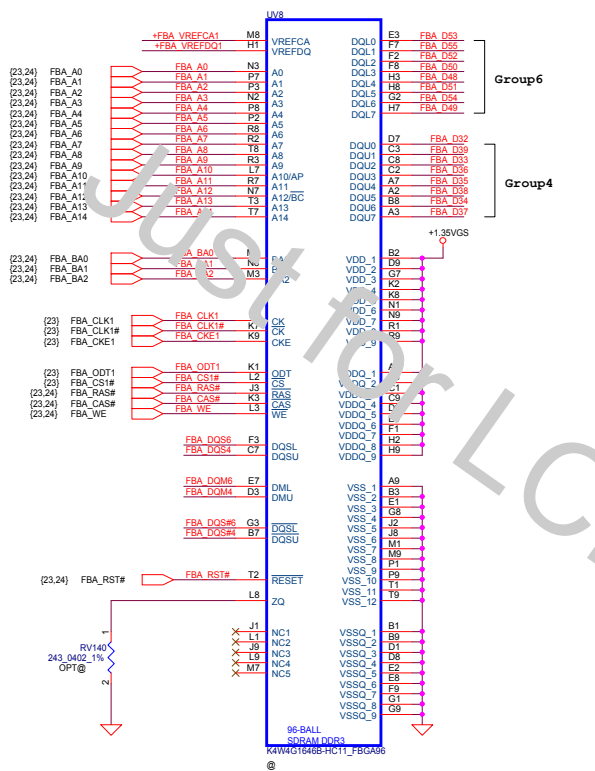 UV8
+FBA_VREFCA1 M8 VREFCA DQL0 E3 FBA_D53
+FBA_VREFDQ1 H1 VREFDQ DQL1 F7 FBA_D55
DQL2 F2 FBA_D52
{23,24} FBA_A0 FBA_A0 N3 A0 DQL3 F8 FBA_D50
{23,24} FBA_A1 FBA_A1 P7 A1 DQL4 H3 FBA_D48
{23,24} FBA_A2 FBA_A2 P3 A2 DQL5 H8 FBA_D51
{23,24} FBA_A3 FBA_A3 N2 A3 DQL6 G2 FBA_D54
{23,24} FBA_A4 FBA_A4 P8 A4 DQL7 H7 FBA_D49
Group6
{23,24} FBA_A5 FBA_A5 P2 A5
{23,24} FBA_A6 FBA_A6 R8 A6
{23,24} FBA_A7 FBA_A7 R2 A7 DQU0 D7 FBA_D32
{23,24} FBA_A8 FBA_A8 T8 A8 DQU1 C3 FBA_D39
{23,24} FBA_A9 FBA_A9 R3 A9 DQU2 C8 FBA_D33
{23,24} FBA_A10 FBA_A10 L7 A10/AP DQU3 C2 FBA_D36
{23,24} FBA_A11 FBA_A11 R7 A11 DQU4 A7 FBA_D35
{23,24} FBA_A12 FBA_A12 N7 A12/BC DQU5 A2 FBA_D38
{23,24} FBA_A13 FBA_A13 T3 A13 DQU6 B8 FBA_D34
{23,24} FBA_A14 T7 A14 DQU7 A3 FBA_D37
Group4
+1.35VGS
{23,24} FBA_BA0 FBA_BA0 VDD_1 B2
{23,24} FBA_BA1 VDD_2 D9
{23,24} FBA_BA2 M3 VDD_3 G7
K2
K8
N1
{23} FBA_CLK1 FBA_CLK1 CK VDD_6 N9
{23} FBA_CLK1# FBA_CLK1# K7 CK VDD_7 R1
{23} FBA_CKE1 FBA_CKE1 K9 CKE R9
{23} FBA_ODT1 FBA_ODT1 K1 ODT VDDQ_1
{23} FBA_CS1# FBA_CS1# L2 CS VDDQ_2
{23,24} FBA_RAS# FBA_RAS# J3 RAS
{23,24} FBA_CAS# FBA_CAS# K3 CAS VDDQ_4 C9
{23,24} FBA_WE FBA_WE L3 WE VDDQ_5
VDDQ_6
VDDQ_7 F1
FBA_DQS6 F3 DQSL VDDQ_8 H2
FBA_DQS4 C7 DQSU VDDQ_9 H9
FBA_DQM6 E7 DML VSS_1 A9
FBA_DQM4 D3 DMU VSS_2 B3
VSS_3 E1
VSS_4 G8
FBA_DQS#6 G3 DQSL VSS_5 J2
FBA_DQS#4 B7 DQSU VSS_6 J8
VSS_7 M1
VSS_8 M9
VSS_9 P1
{23,24} FBA_RST# FBA_RST# T2 RESET VSS_10 P9
VSS_11 T1
L8 ZQ VSS_12 T9
J1 NC1 VSSQ_1 B1
L1 NC2 VSSQ_2 B9
J9 NC3 VSSQ_3 D1
L9 NC4 VSSQ_4 D8
M7 NC5 VSSQ_5 E2
VSSQ_6 E8
VSSQ_7 F9
VSSQ_8 G1
VSSQ_9 G9
1
RV140
243_0402_1%
OPT@
2
96-BALL
SDRAM DDR3
K4W4G1646B-HC11_FBGA96
@
Just for LC